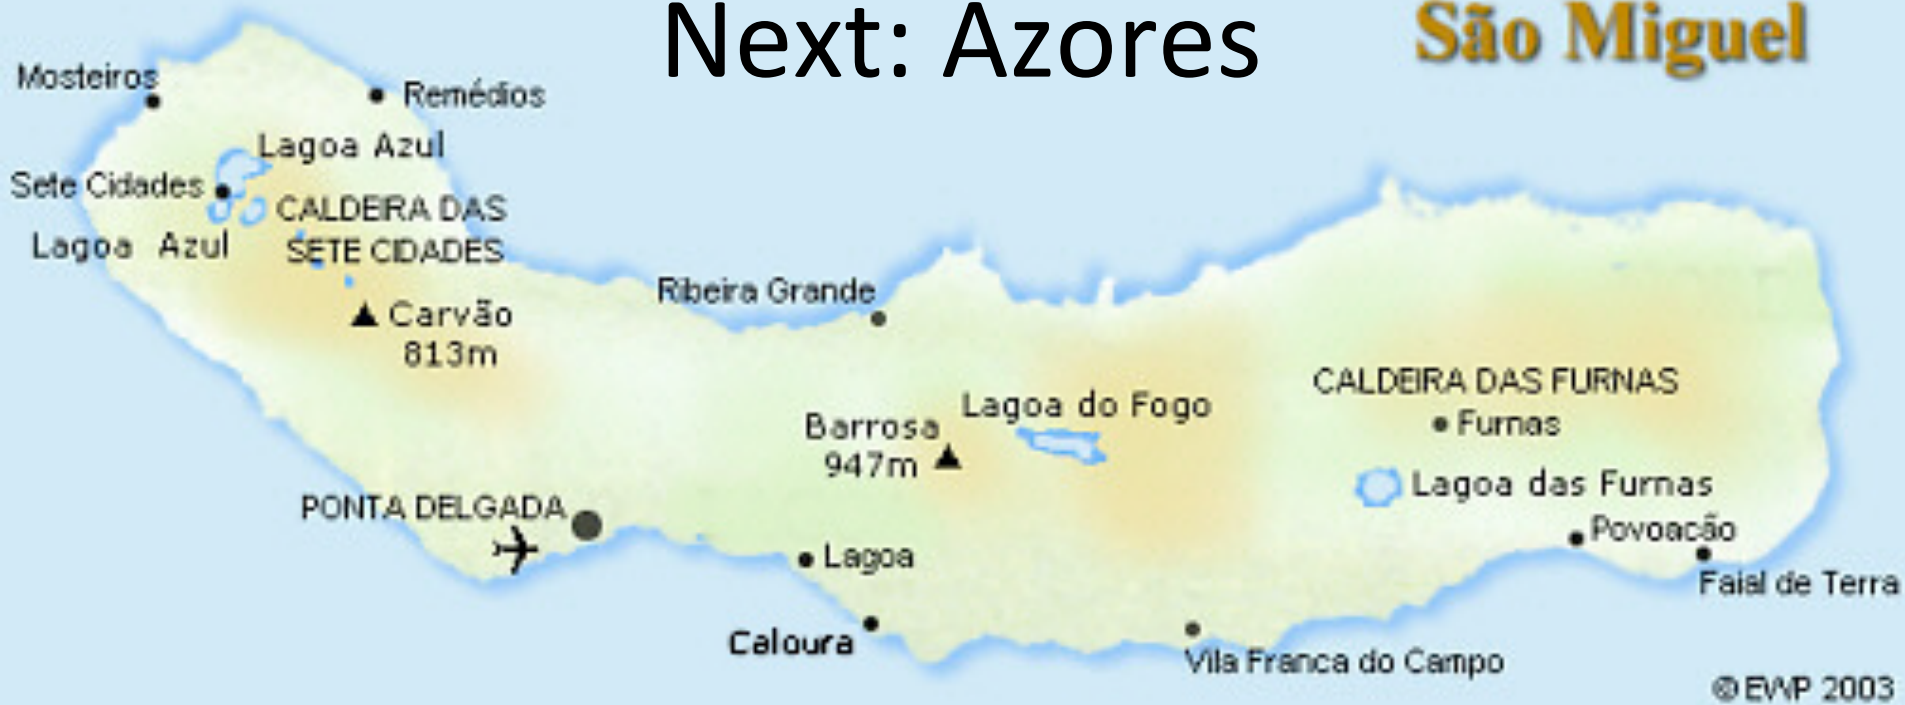 Next: Azores
São Miguel
Mosteiros
Remédios
Lagoa Azul
Sete Cidades
CALDEIRA DAS
SETE CIDADES
Lagoa Azul
Carvão
813m
Ribeira Grande
CALDEIRA DAS FURNAS
Furnas
Lagoa do Fogo
Barrosa
947m
Lagoa das Furnas
PONTA DELGADA
Povoacão
Lagoa
Faial de Terra
Caloura
Vila Franca do Campo
© EWP 2003